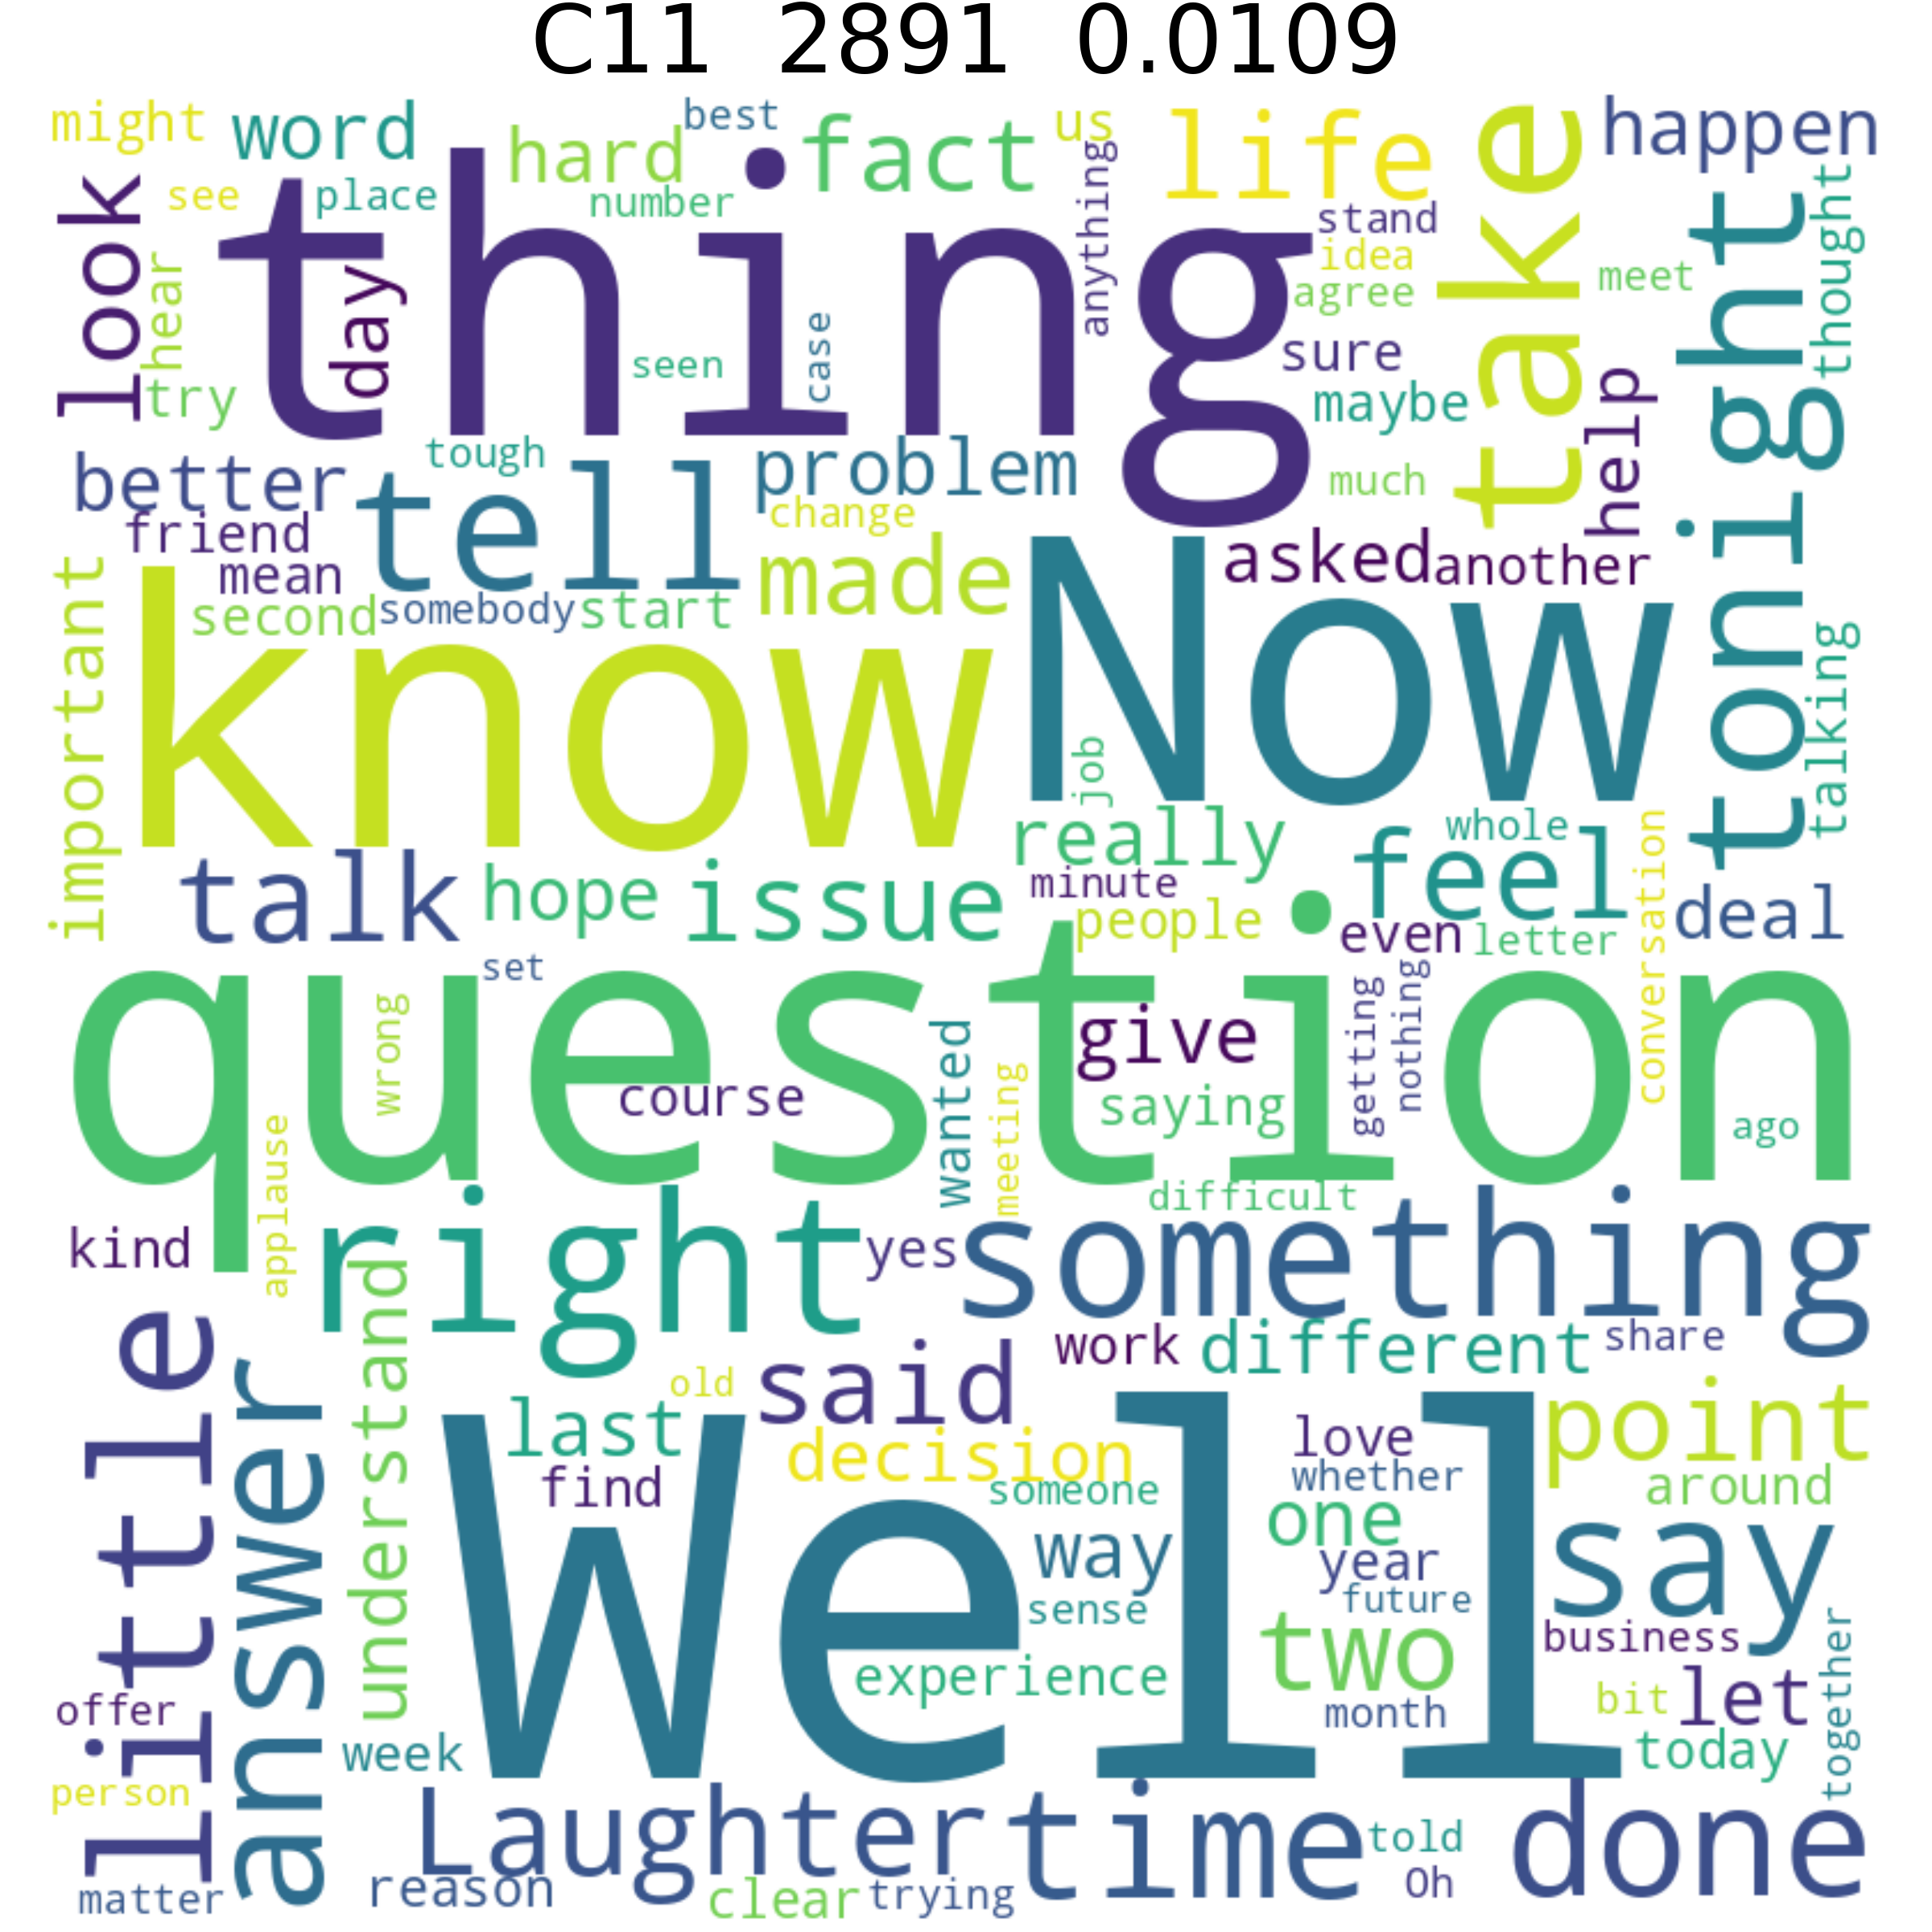 C11 2891 0.0109
might
word
best
hard
fact
us
life
take
happen
look
see
place
number
thing
anything
stand
idea
agree
meet
tonight
thought
hear
day
try
seen
case
sure
maybe
much
help
better
tough
tell
problem
change
friend
mean
made
asked
another
Now
important
second
somebody
start
know
job
talking
really
whole
feel
talk
hope
issue
minute
people
even
letter
conversation
deal
set
question
wrong
course
wanted
meeting
give
saying
getting
nothing
ago
applause
difficult
kind
right
yes
something
little
answer
understand
old
said
work
different
share
last
decision
love
point
find
someone
whether
around
Well
way
one
say
year
sense
future
experience
two
business
together
offer
month
bit
let
week
today
person
Laughter
time
told
done
matter
reason
clear
trying
Oh